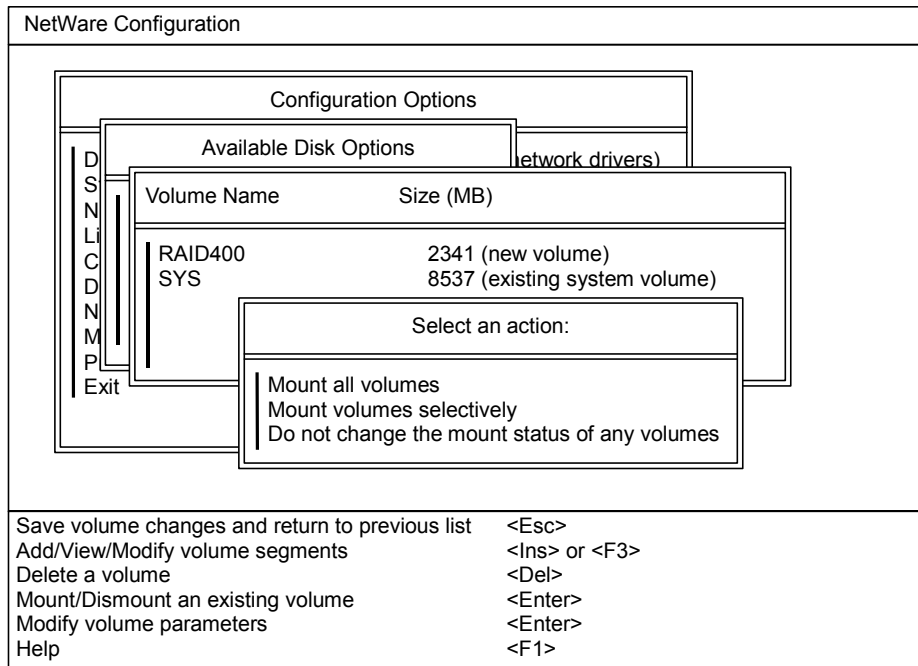 NetWare Configuration
Configuration Options
Available Disk Options
etwork drivers)
D
S
N
Li
C
D
N
M
P
Exit
Volume Name Size (MB)
RAID400 2341 (new volume)
SYS 8537 (existing system volume)
Select an action:
Mount all volumes
Mount volumes selectively
Do not change the mount status of any volumes
Save volume changes and return to previous list <Esc>
Add/View/Modify volume segments <Ins> or <F3>
Delete a volume <Del>
Mount/Dismount an existing volume <Enter>
Modify volume parameters <Enter>
Help <F1>